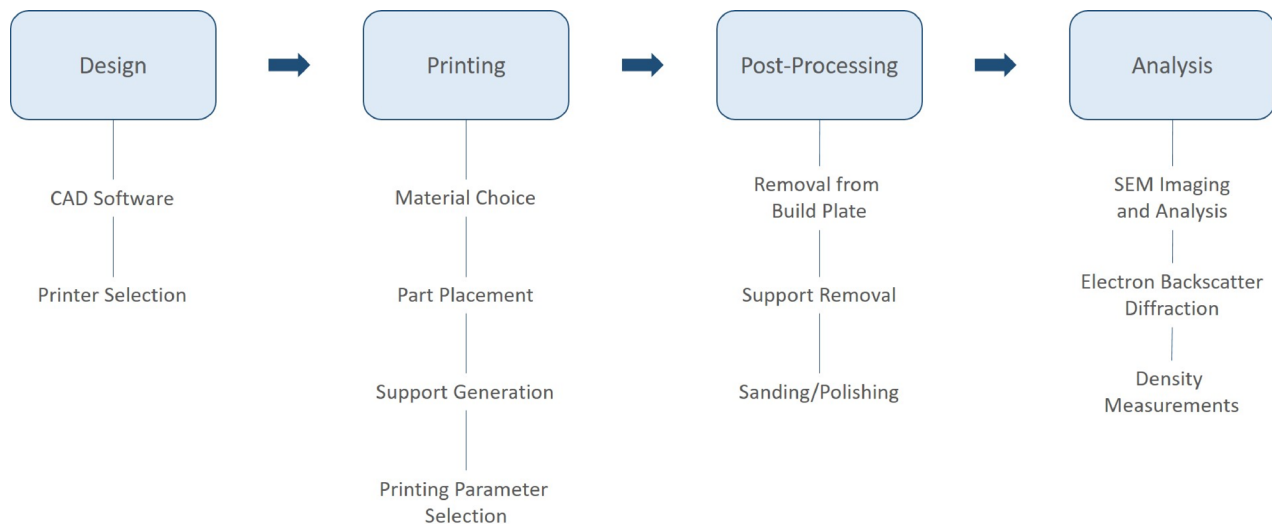 Design
Printing
Post-Processing
Analysis
CAD Software
Printer Selection
Material Choice
Part Placement
Support Generation
Printing Parameter
Selection
Removal from
Build Plate
Support Removal
Sanding/Polishing
SEM Imaging
and Analysis
Electron Backscatter
Diffraction
Density
Measurements